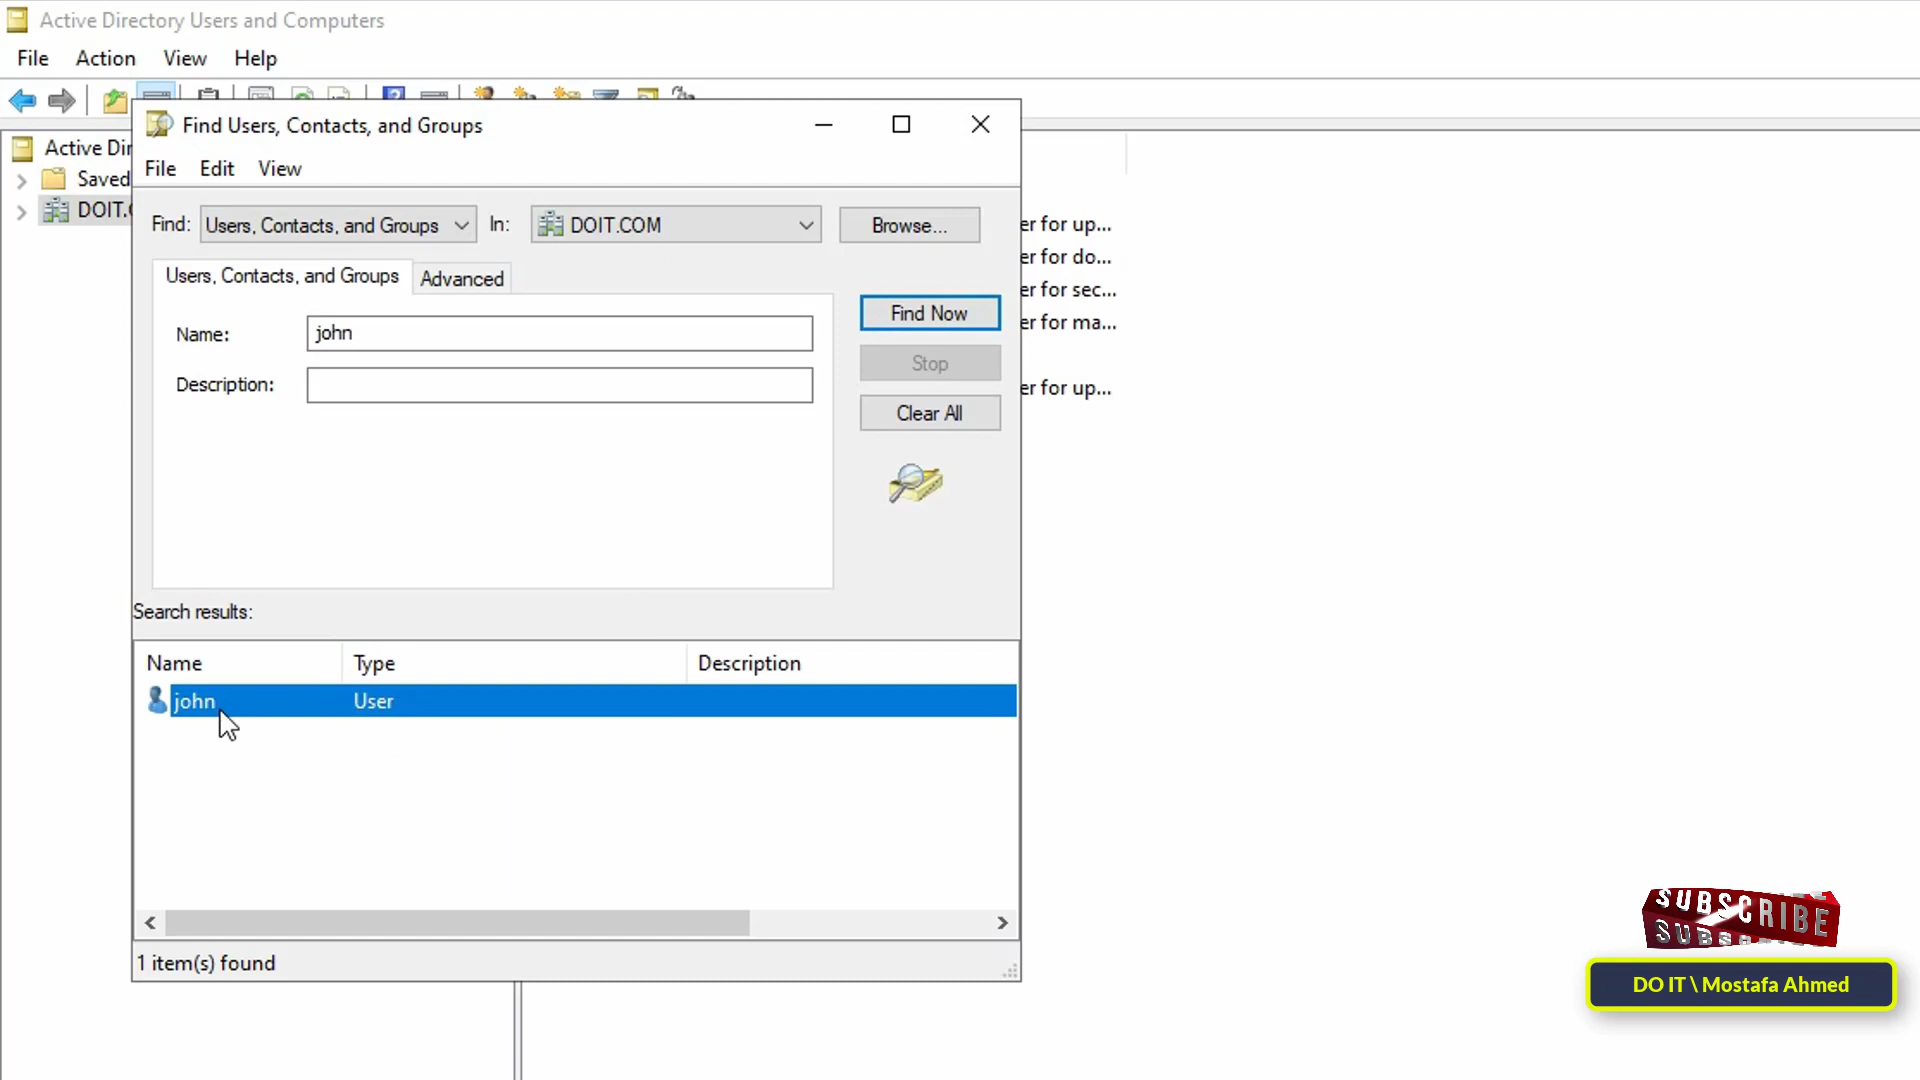 Active Directory Users and Computers
File Action View Help
Find Users, Contacts, and Groups
File Edit View
Active Dir
Saved
DOIT.
Find: Users, Contacts, and Groups In: DOIT.COM Browse...
er for up...
er for do...
er for sec...
er for ma...
er for up...
Users, Contacts, and Groups Advanced
Name: john
Description:
Find Now
Stop
Clear All
Search results:
Name Type Description
john User
1 item(s) found
SUBSCRIBE
DO IT \ Mostafa Ahmed